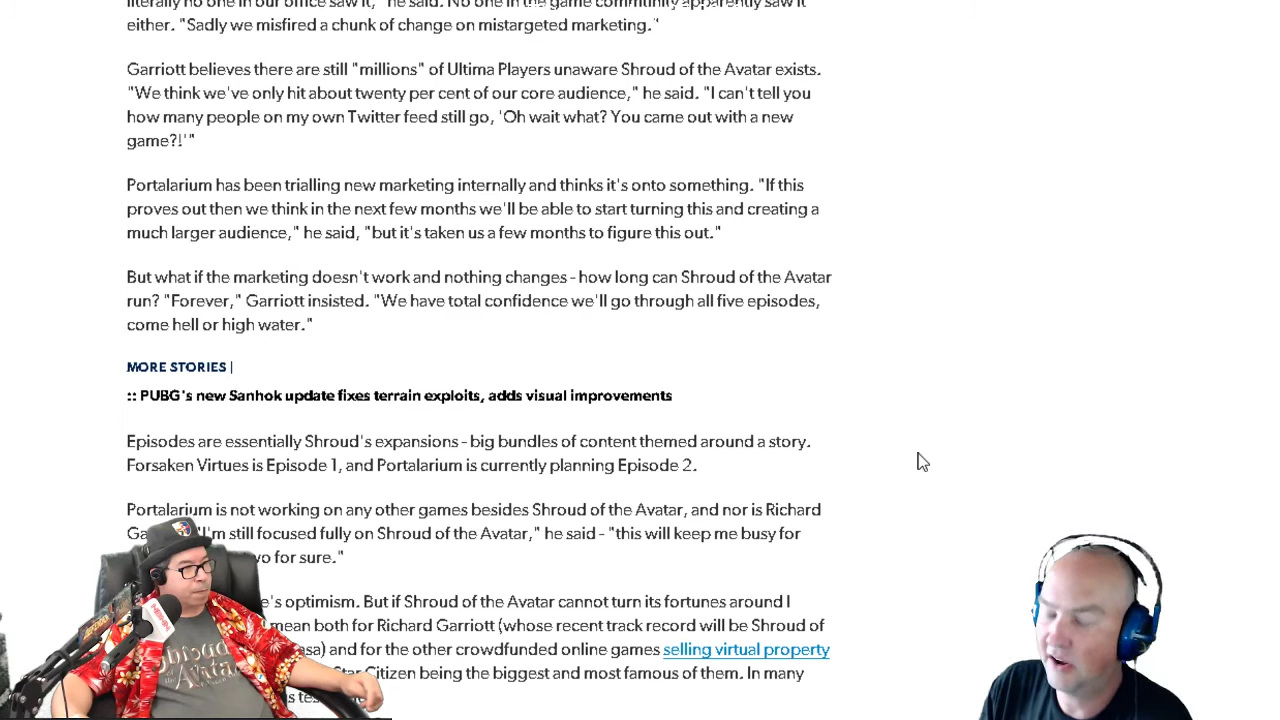 literally no one in our office saw it," he said. No one in the game community apparently saw it
either. "Sadly we misfired a chunk of change on mistargeted marketing."
Garriott believes there are still "millions" of Ultima Players unaware Shroud of the Avatar exists.
"We think we've only hit about twenty per cent of our core audience," he said. "I can't tell you
how many people on my own Twitter feed still go, 'Oh wait what? You came out with a new
game?!'"
Portalarium has been trialling new marketing internally and thinks it's onto something. "If this
proves out then we think in the next few months we'll be able to start turning this and creating a
much larger audience," he said, "but it's taken us a few months to figure this out."
But what if the marketing doesn't work and nothing changes - how long can Shroud of the Avatar
run? "Forever," Garriott insisted. "We have total confidence we'll go through all five episodes,
come hell or high water."
MORE STORIES |
:: PUBG's new Sanhok update fixes terrain exploits, adds visual improvements
Episodes are essentially Shroud's expansions - big bundles of content themed around a story.
Forsaken Virtues is Episode 1, and Portalarium is currently planning Episode 2.
Portalarium is not working on any other games besides Shroud of the Avatar, and nor is Richard
"I'm still focused fully on Shroud of the Avatar," he said - "this will keep me busy for
for sure."
optimism. But if Shroud of the Avatar cannot turn its fortunes around I
mean both for Richard Garriott (whose recent track record will be Shroud of
and for the other crowdfunded online games selling virtual property
Citizen being the biggest and most famous of them. In many